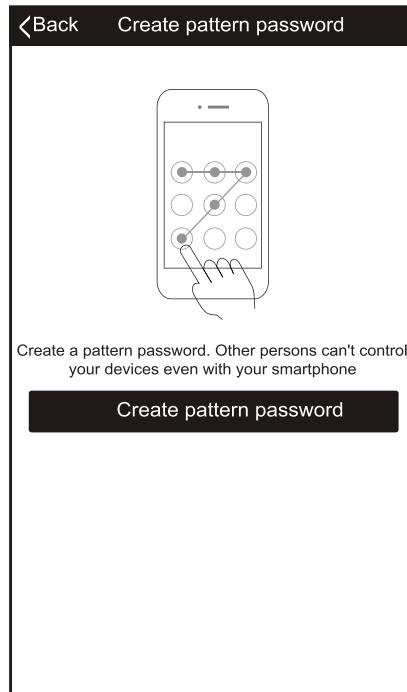 Back Create pattern password
Create a pattern password. Other persons can't control
your devices even with your smartphone
Create pattern password